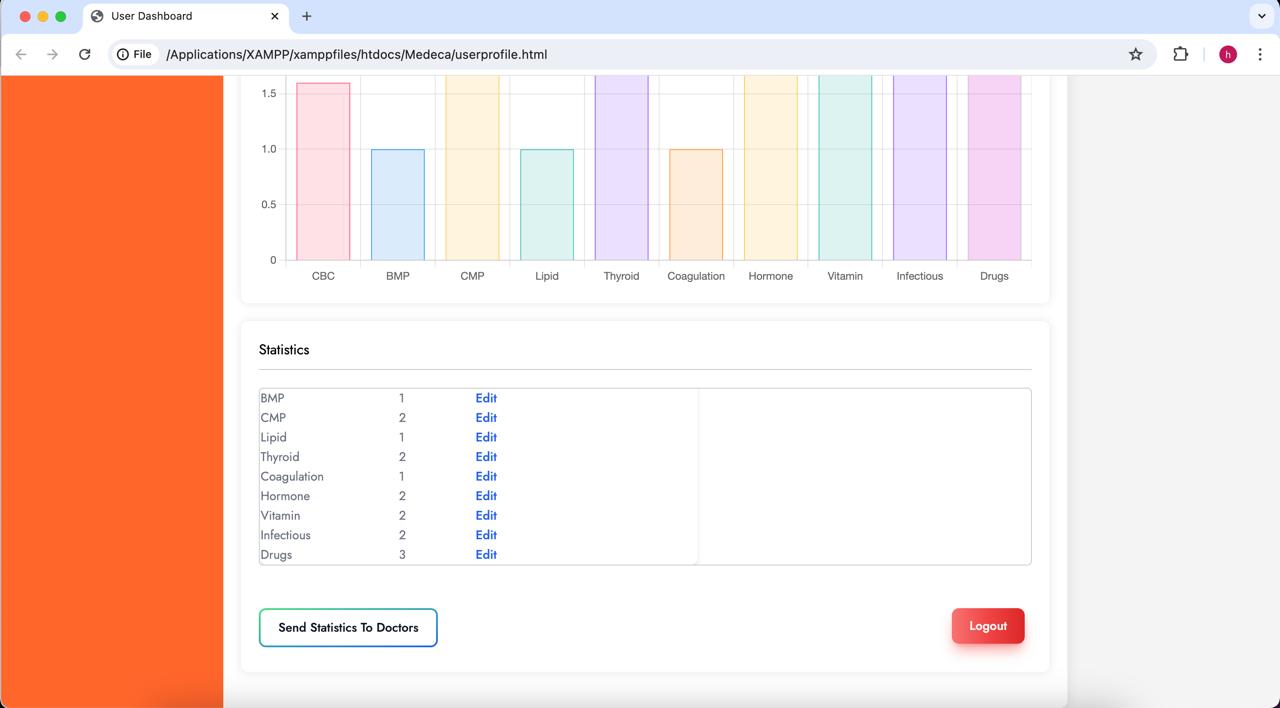 User Dashboard
File /Applications/XAMPP/xamppfiles/htdocs/Medeca/userprofile.html
h
1.5
1.0
0.5
0
CBC BMP CMP Lipid Thyroid Coagulation Hormone Vitamin Infectious Drugs
Statistics
BMP 1 Edit
CMP 2 Edit
Lipid 1 Edit
Thyroid 2 Edit
Coagulation 1 Edit
Hormone 2 Edit
Vitamin 2 Edit
Infectious 2 Edit
Drugs 3 Edit
Send Statistics To Doctors
Logout